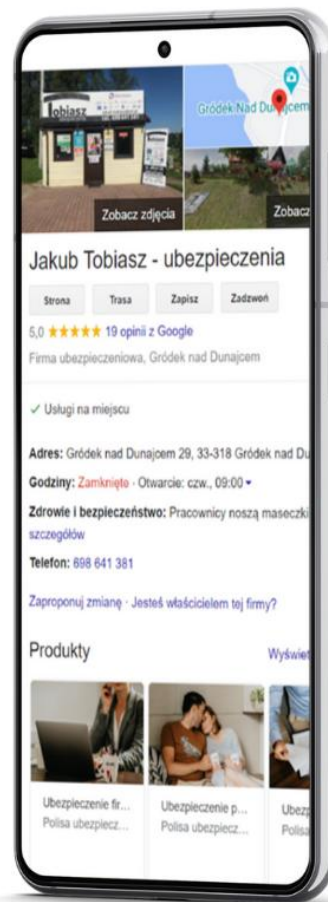 Tobiasz
Gródek Nad Dunajcem
Zobacz zdjęcia
Zobacz
Jakub Tobiasz - ubezpieczenia
Strona Trasa Zapisz Zadzwoń
5,0 ★★★★★ 19 opinii z Google
Firma ubezpieczeniowa, Gródek nad Dunajcem
✓ Usługi na miejscu
Adres: Gródek nad Dunajcem 29, 33-318 Gródek nad Du
Godziny: Zamknięte · Otwarcie: czw., 09:00
Zdrowie i bezpieczeństwo: Pracownicy noszą maseczki
szczegółów
Telefon: 698 641 381
Zaproponuj zmianę · Jesteś właścicielem tej firmy?
Produkty Wyświet
Ubezpieczenie fir... Ubezpieczenie p... Ubezp
Polisa ubezpiecz... Polisa ubezpiecz... Polisa